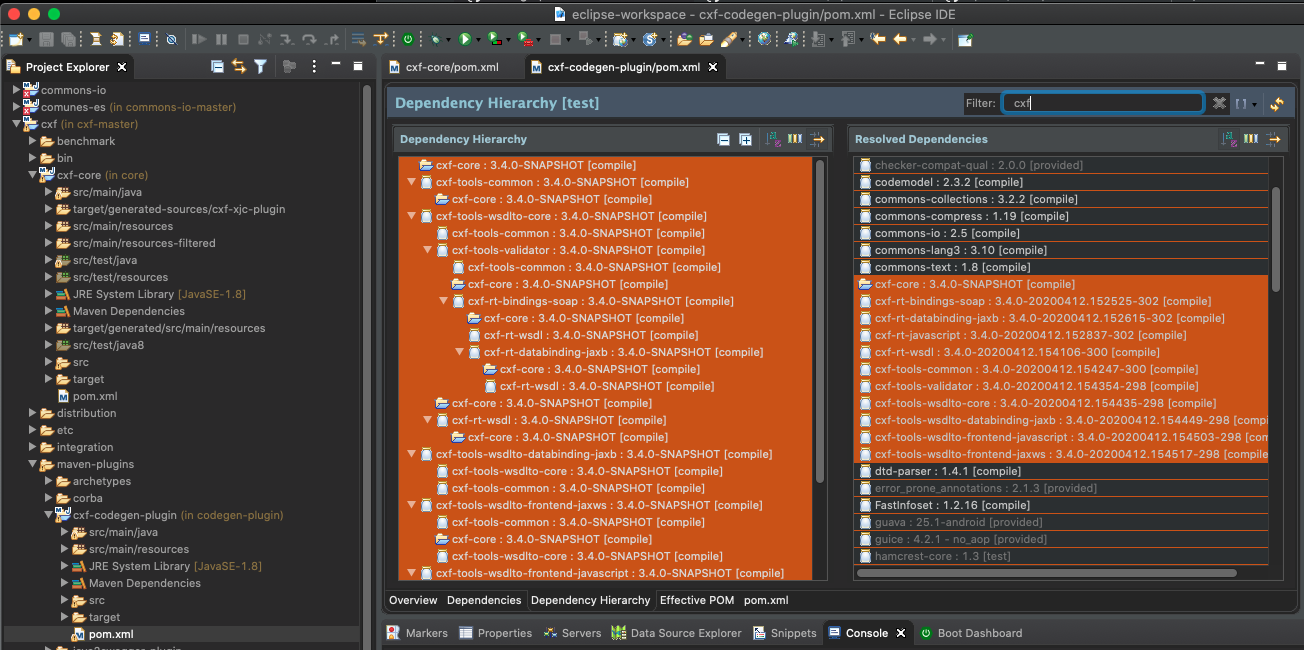 eclipse-workspace - cxf-codegen-plugin/pom.xml - Eclipse IDE
Project Explorer
commons-io
comunes-es (in commons-io-master)
cxf (in cxf-master)
benchmark
bin
cxf-core (in core)
src/main/java
target/generated-sources/cxf-xjc-plugin
src/main/resources
src/main/resources-filtered
src/test/java
src/test/resources
JRE System Library [JavaSE-1.8]
Maven Dependencies
target/generated/src/main/resources
src/test/java8
src
target
pom.xml
distribution
etc
integration
maven-plugins
archetypes
corba
cxf-codegen-plugin (in codegen-plugin)
src/main/java
src/main/resources
JRE System Library [JavaSE-1.8]
Maven Dependencies
src
target
pom.xml
cxf-core/pom.xml
cxf-codegen-plugin/pom.xml
Dependency Hierarchy [test]
Filter: cxf
Dependency Hierarchy
cxf-core : 3.4.0-SNAPSHOT [compile]
cxf-tools-common : 3.4.0-SNAPSHOT [compile]
cxf-core : 3.4.0-SNAPSHOT [compile]
cxf-tools-wsdlto-core : 3.4.0-SNAPSHOT [compile]
cxf-tools-common : 3.4.0-SNAPSHOT [compile]
cxf-tools-validator : 3.4.0-SNAPSHOT [compile]
cxf-tools-common : 3.4.0-SNAPSHOT [compile]
cxf-core : 3.4.0-SNAPSHOT [compile]
cxf-rt-bindings-soap : 3.4.0-SNAPSHOT [compile]
cxf-core : 3.4.0-SNAPSHOT [compile]
cxf-rt-wsdl : 3.4.0-SNAPSHOT [compile]
cxf-rt-databinding-jaxb : 3.4.0-SNAPSHOT [compile]
cxf-core : 3.4.0-SNAPSHOT [compile]
cxf-rt-wsdl : 3.4.0-SNAPSHOT [compile]
cxf-core : 3.4.0-SNAPSHOT [compile]
cxf-rt-wsdl : 3.4.0-SNAPSHOT [compile]
cxf-core : 3.4.0-SNAPSHOT [compile]
cxf-tools-wsdlto-databinding-jaxb : 3.4.0-SNAPSHOT [compile]
cxf-tools-wsdlto-core : 3.4.0-SNAPSHOT [compile]
cxf-tools-common : 3.4.0-SNAPSHOT [compile]
cxf-tools-wsdlto-frontend-jaxws : 3.4.0-SNAPSHOT [compile]
cxf-tools-common : 3.4.0-SNAPSHOT [compile]
cxf-core : 3.4.0-SNAPSHOT [compile]
cxf-tools-wsdlto-core : 3.4.0-SNAPSHOT [compile]
cxf-tools-wsdlto-frontend-javascript : 3.4.0-SNAPSHOT [compile]
Resolved Dependencies
checker-compat-qual : 2.0.0 [provided]
codemodel : 2.3.2 [compile]
commons-collections : 3.2.2 [compile]
commons-compress : 1.19 [compile]
commons-io : 2.5 [compile]
commons-lang3 : 3.10 [compile]
commons-text : 1.8 [compile]
cxf-core : 3.4.0-SNAPSHOT [compile]
cxf-rt-bindings-soap : 3.4.0-20200412.152525-302 [compile]
cxf-rt-databinding-jaxb : 3.4.0-20200412.152615-302 [compile]
cxf-rt-javascript : 3.4.0-20200412.152837-302 [compile]
cxf-rt-wsdl : 3.4.0-20200412.154106-300 [compile]
cxf-tools-common : 3.4.0-20200412.154247-300 [compile]
cxf-tools-validator : 3.4.0-20200412.154354-298 [compile]
cxf-tools-wsdlto-core : 3.4.0-20200412.154435-298 [compile]
cxf-tools-wsdlto-databinding-jaxb : 3.4.0-20200412.154449-298 [compi
cxf-tools-wsdlto-frontend-javascript : 3.4.0-20200412.154503-298 [com
cxf-tools-wsdlto-frontend-jaxws : 3.4.0-20200412.154517-298 [compile
dtd-parser : 1.4.1 [compile]
error_prone_annotations : 2.1.3 [provided]
FastInfoset : 1.2.16 [compile]
guava : 25.1-android [provided]
guice : 4.2.1 - no_aop [provided]
hamcrest-core : 1.3 [test]
Overview Dependencies Dependency Hierarchy Effective POM pom.xml
Markers Properties Servers Data Source Explorer Snippets Console Boot Dashboard